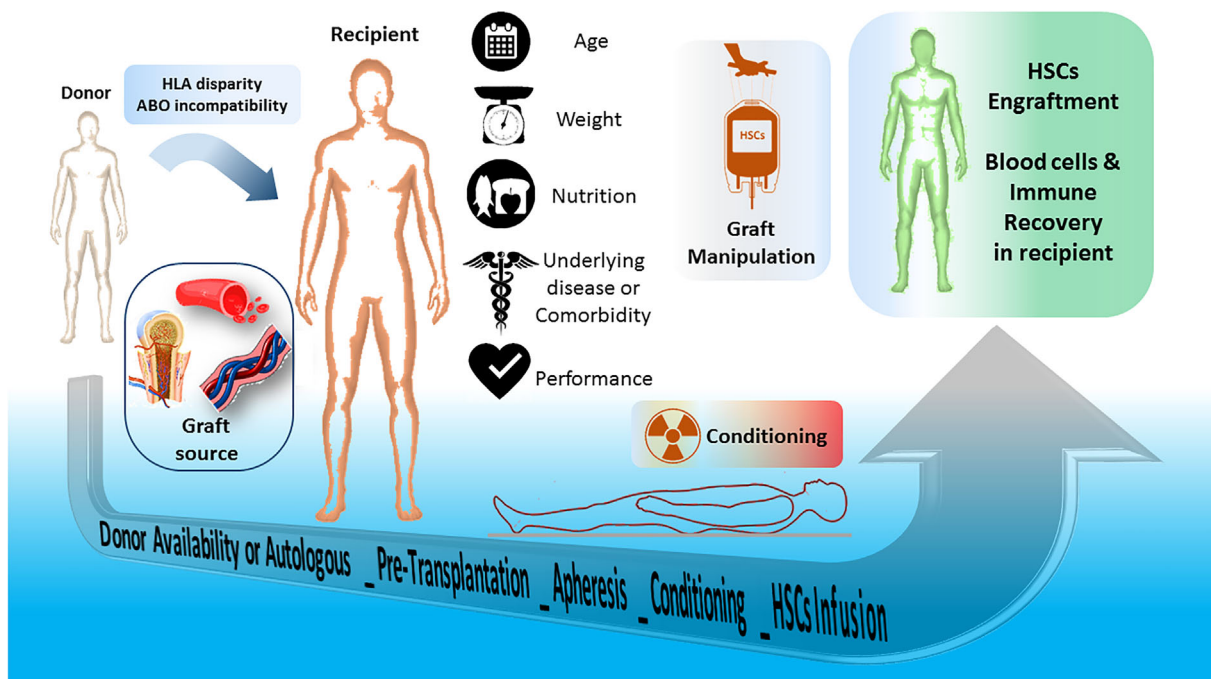 Donor
HLA disparity
ABO incompatibility
Recipient
Graft
source
Age
Weight
Nutrition
Underlying
disease or
Comorbidity
Performance
HSCs
Graft
Manipulation
Conditioning
HSCs
Engraftment
Blood cells &
Immune
Recovery
in recipient
Donor Availability or Autologous _Pre-Transplantation _Apheresis _Conditioning _HSCs Infusion